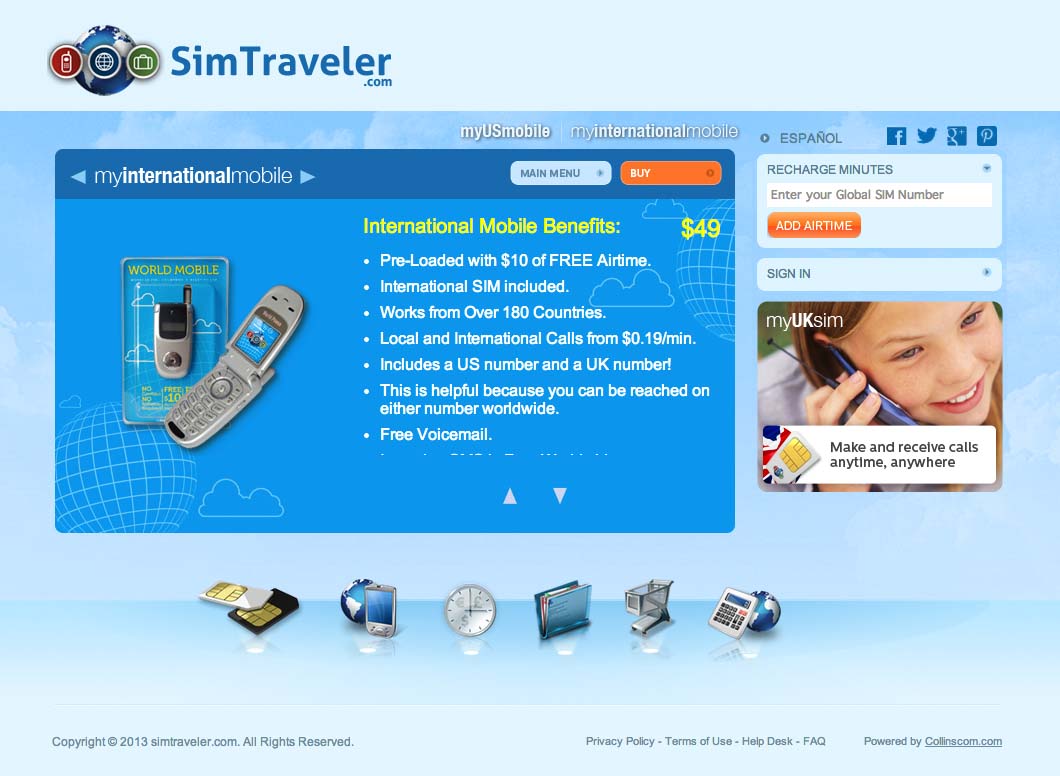 SimTraveler
.com
myUSmobile
myinternationalmobile
ESPAÑOL
myinternationalmobile
MAIN MENU
BUY
International Mobile Benefits:
$49
• Pre-Loaded with $10 of FREE Airtime.
• International SIM included.
• Works from Over 180 Countries.
• Local and International Calls from $0.19/min.
• Includes a US number and a UK number!
• This is helpful because you can be reached on
either number worldwide.
• Free Voicemail.
WORLD MOBILE
RECHARGE MINUTES
Enter your Global SIM Number
ADD AIRTIME
SIGN IN
myUKsim
Make and receive calls
anytime, anywhere
Copyright © 2013 simtraveler.com. All Rights Reserved.
Privacy Policy - Terms of Use - Help Desk - FAQ
Powered by Collinscom.com